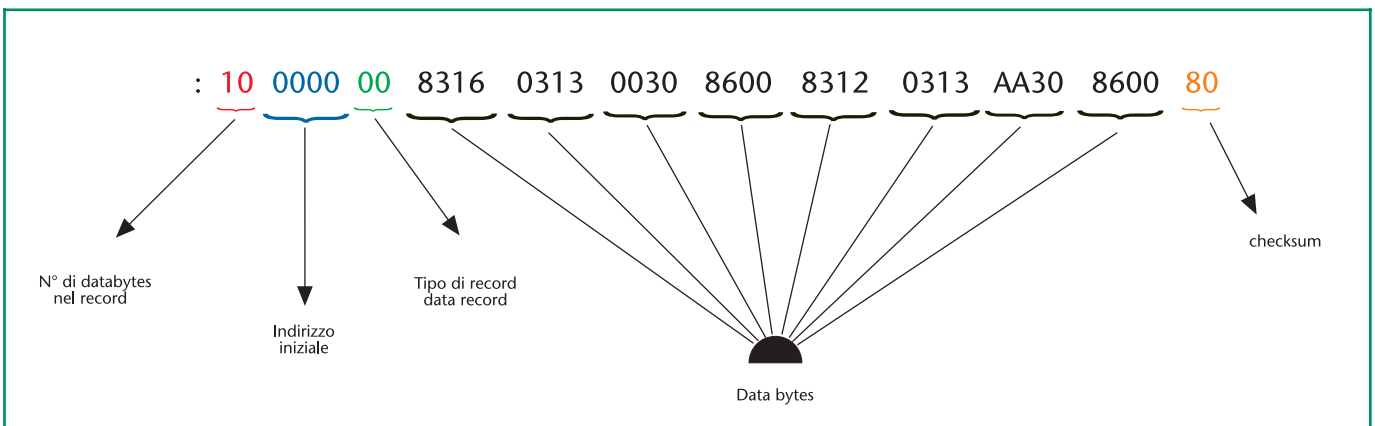 : 10 0000 00 8316 0313 0030 8600 8312 0313 AA30 8600 80
checksum
N° di databytes
nel record
Tipo di record
data record
Indirizzo
iniziale
Data bytes